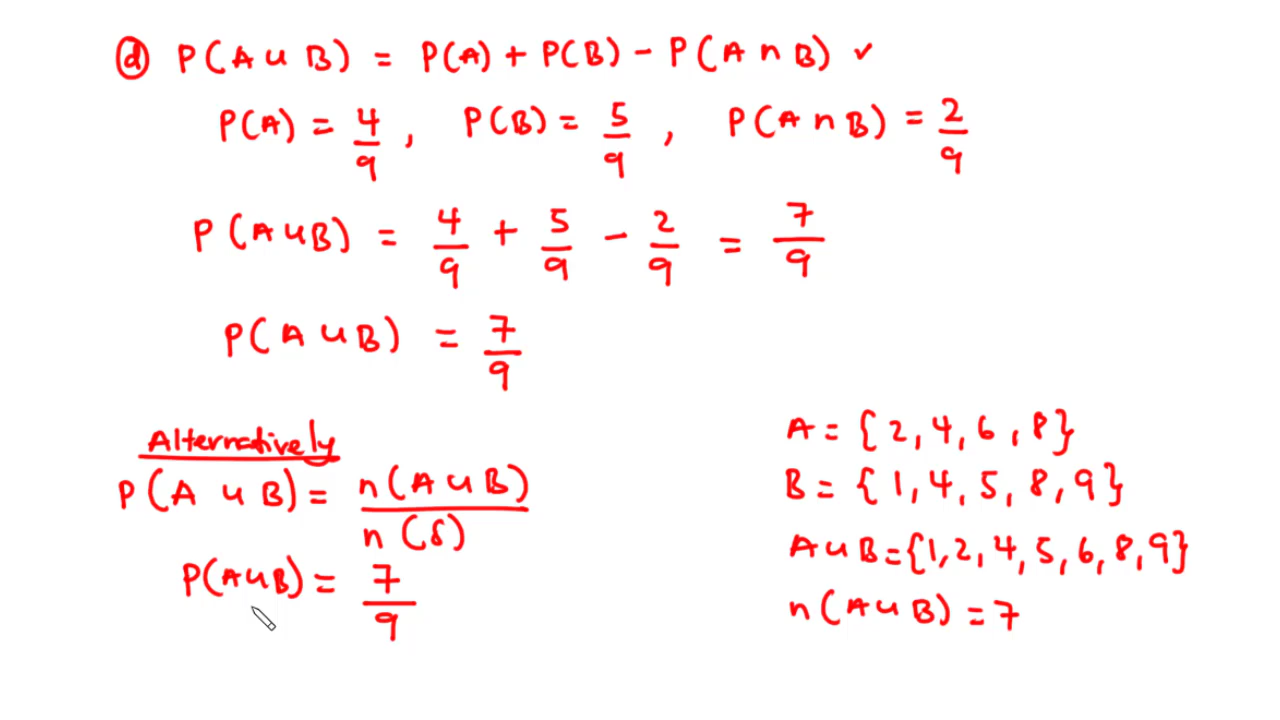 ⓓ P(A ∪ B) = P(A) + P(B) − P(A ∩ B) ✓
P(A) = 4/9, P(B) = 5/9, P(A ∩ B) = 2/9
P(A∪B) = 4/9 + 5/9 − 2/9 = 7/9
P(A ∪ B) = 7/9
Alternatively
P(A ∪ B) = n(A ∪ B)/n(δ)
P(A∪B) = 7/9
A = {2, 4, 6, 8}
B = {1, 4, 5, 8, 9}
A∪B = {1, 2, 4, 5, 6, 8, 9}
n(A∪B) = 7